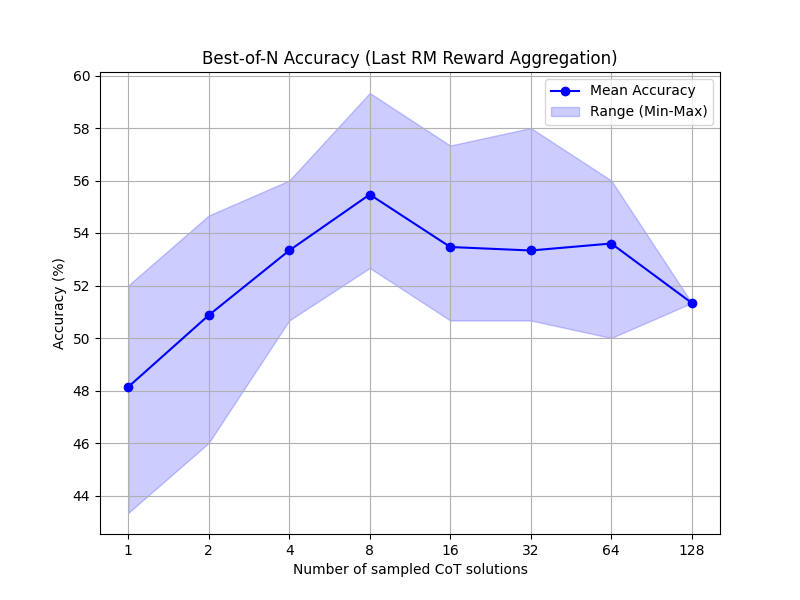 Best-of-N Accuracy (Last RM Reward Aggregation)
Mean Accuracy
Range (Min-Max)
60
58
56
54
52
50
48
46
44
Accuracy (%)
1 2 4 8 16 32 64 128
Number of sampled CoT solutions